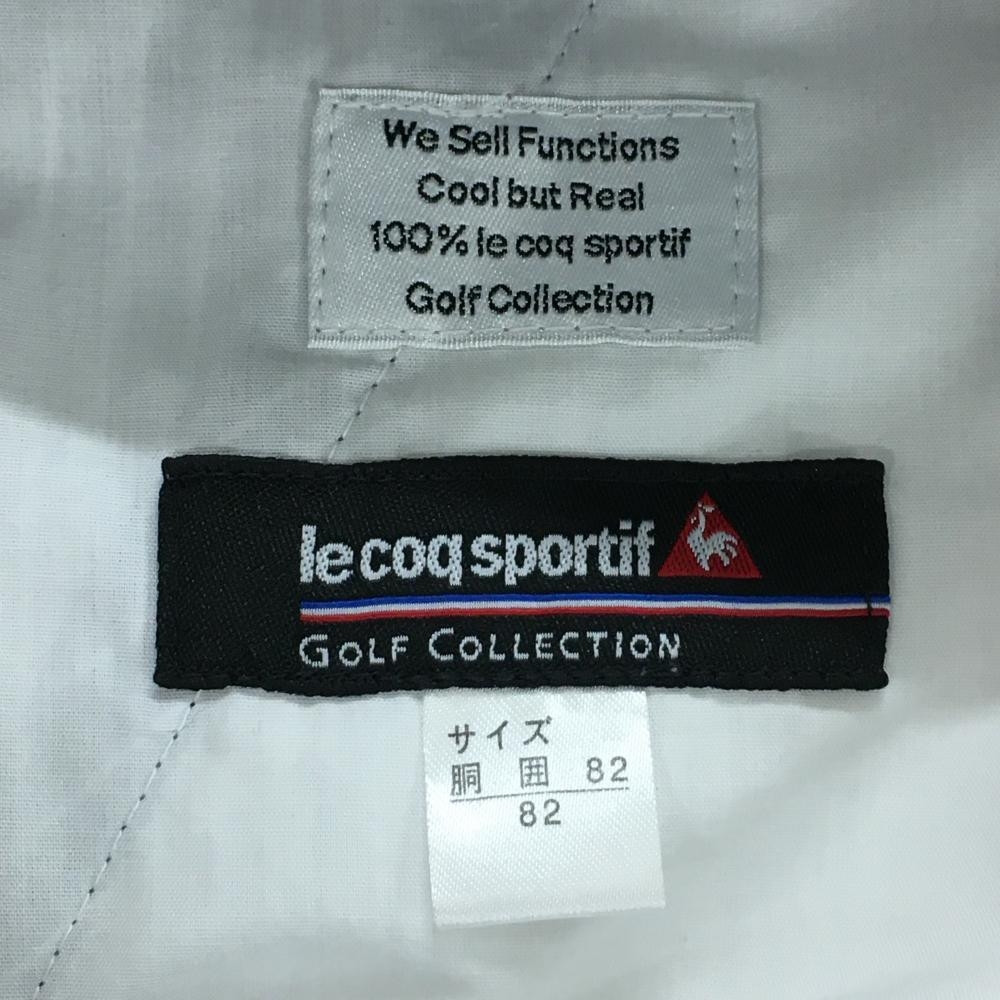 We Sell Functions
Cool but Real
100% le coq sportif
Golf Collection
le coq sportif
GOLF COLLECTION
サイズ
胴 囲 82
82